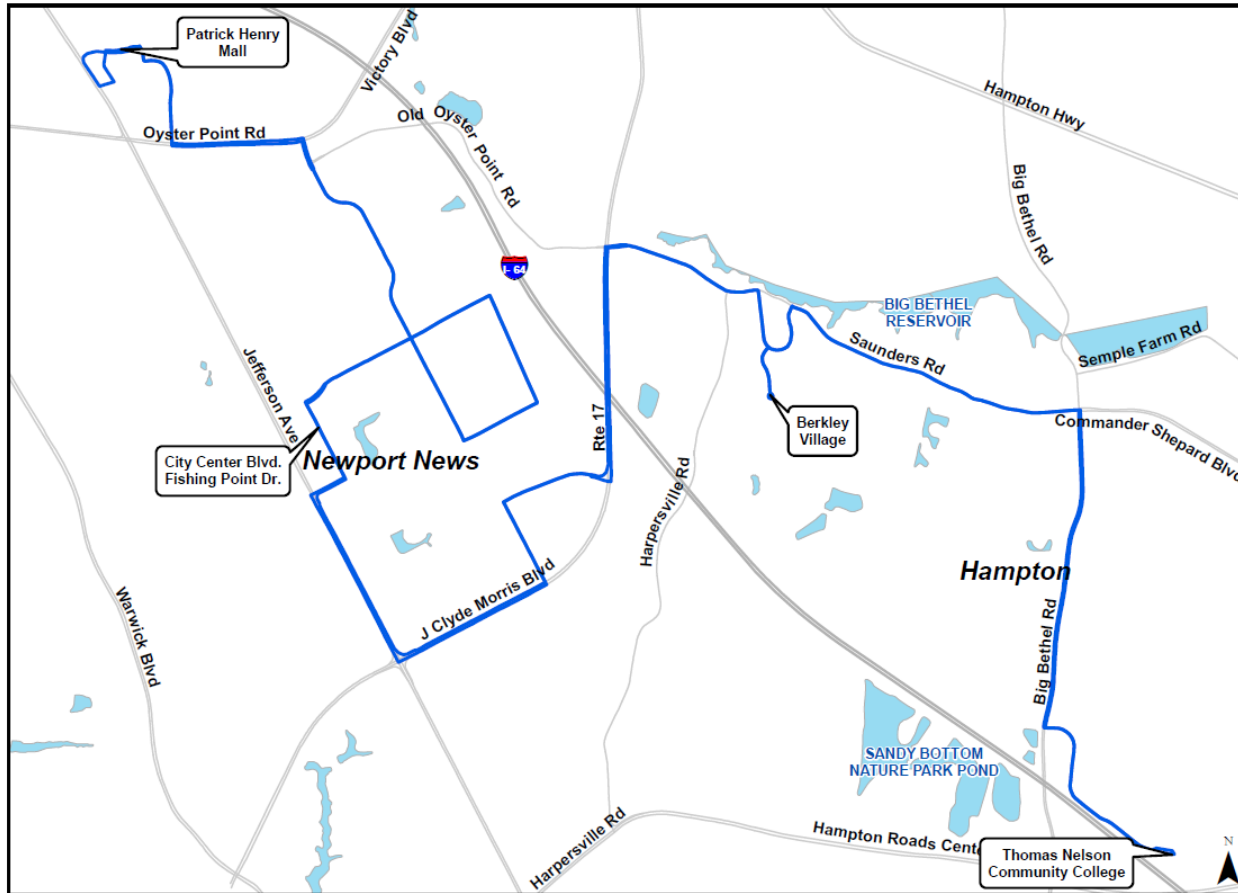 Patrick Henry
Mall
Victory Blvd
Hampton Hwy
Oyster Point Rd
Old Oyster Point Rd
Big Bethel Rd
I- 64
BIG BETHEL
RESERVOIR
Semple Farm Rd
Saunders Rd
Jefferson Ave
Rte 17
Berkley
Village
Commander Shepard Blvd
City Center Blvd.
Fishing Point Dr.
Newport News
Harpersville Rd
Hampton
J Clyde Morris Blvd
Warwick Blvd
Big Bethel Rd
SANDY BOTTOM
NATURE PARK POND
Harpersville Rd
Hampton Roads Cente
Thomas Nelson
Community College
N